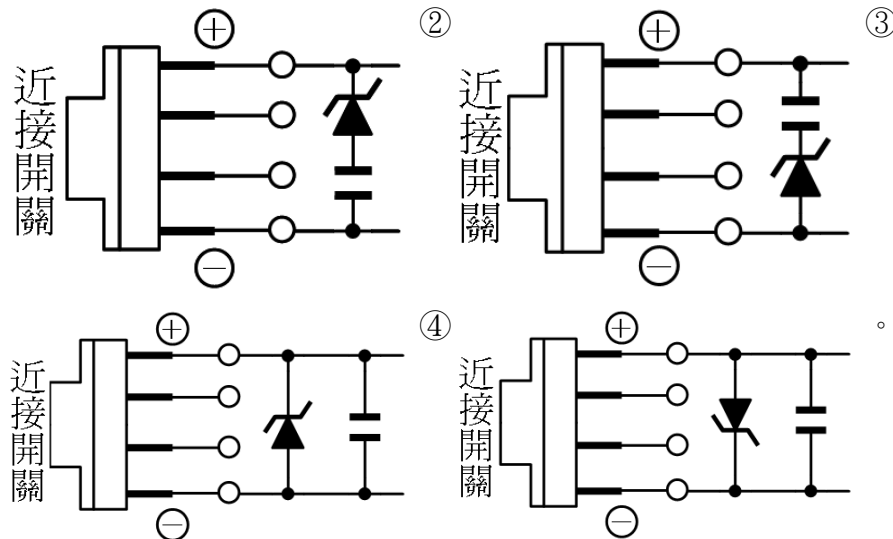 ⊕ ② ⊕ ③
近接開關 近接開關
⊖ ⊖
⊕ ④ ⊕ 。
近接開關 近接開關
⊖ ⊖